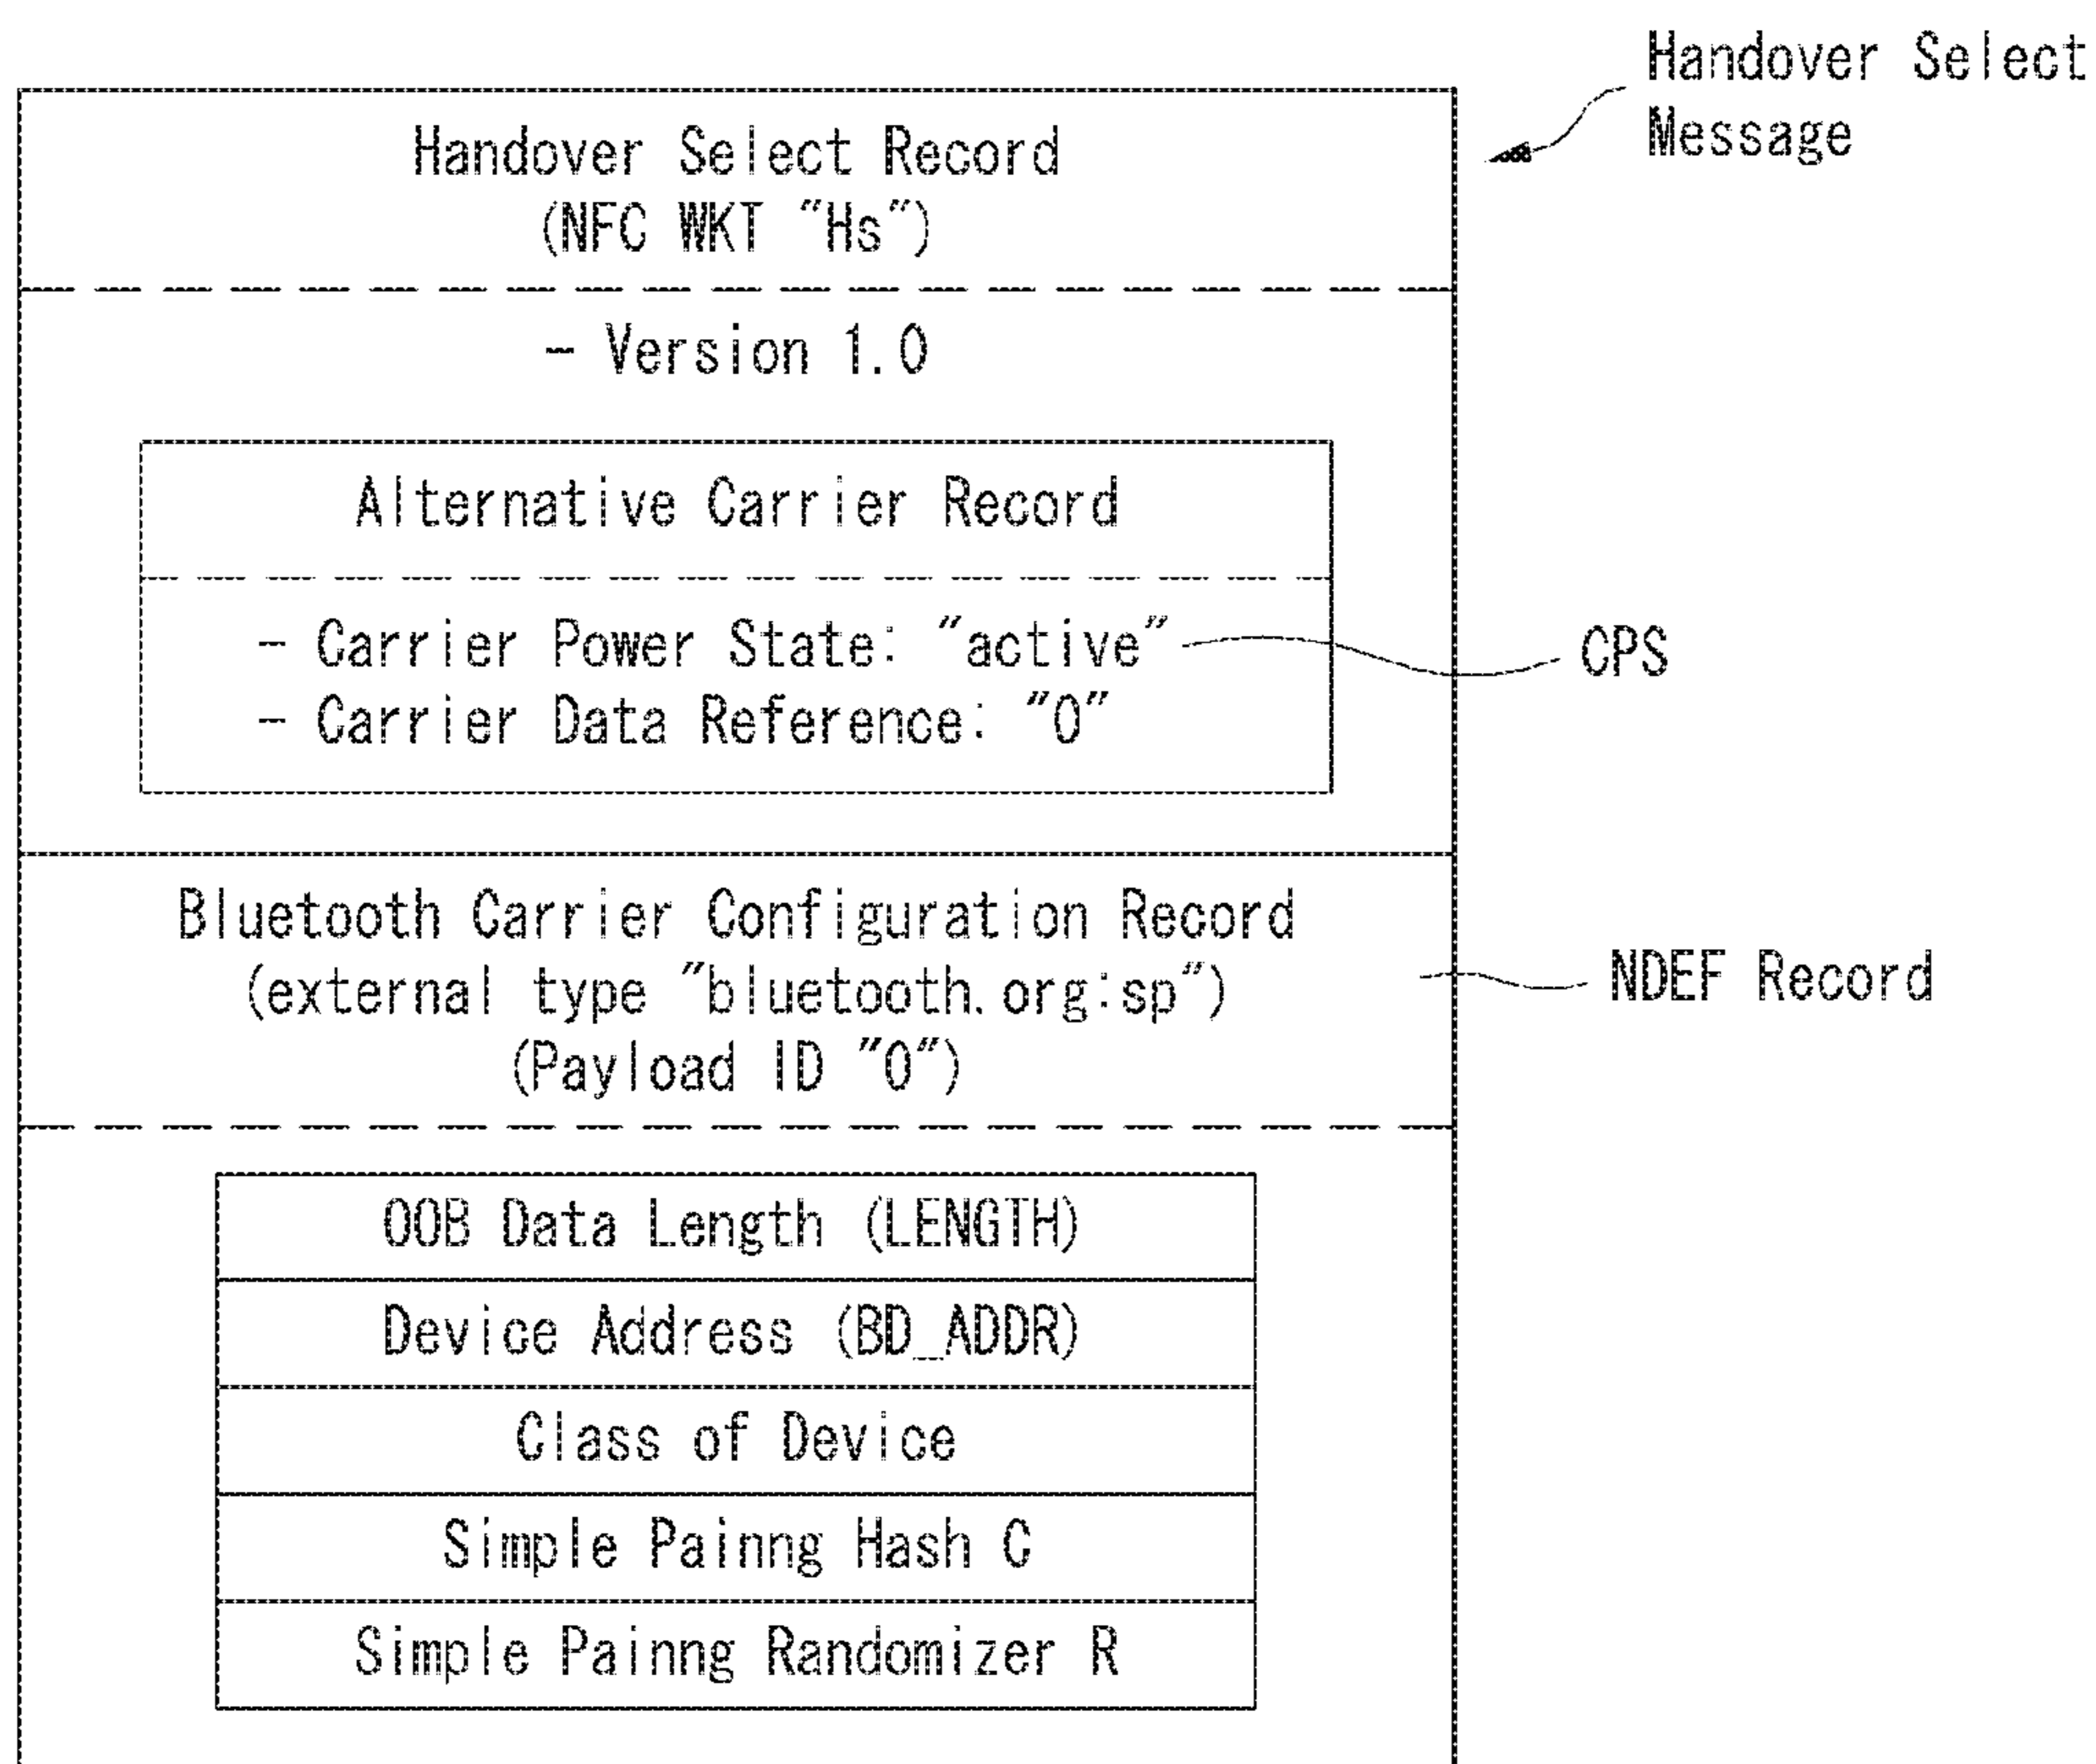 Handover Select
Message
Handover Select Record
(NFC WKT "Hs")
- Version 1.0
Alternative Carrier Record
- Carrier Power State: "active"
CPS
- Carrier Data Reference: "0"
Bluetooth Carrier Configuration Record
(external type "bluetooth.org:sp")
NDEF Record
(Payload ID "0")
OOB Data Length (LENGTH)
Device Address (BD_ADDR)
Class of Device
Simple Painng Hash C
Simple Painng Randomizer R